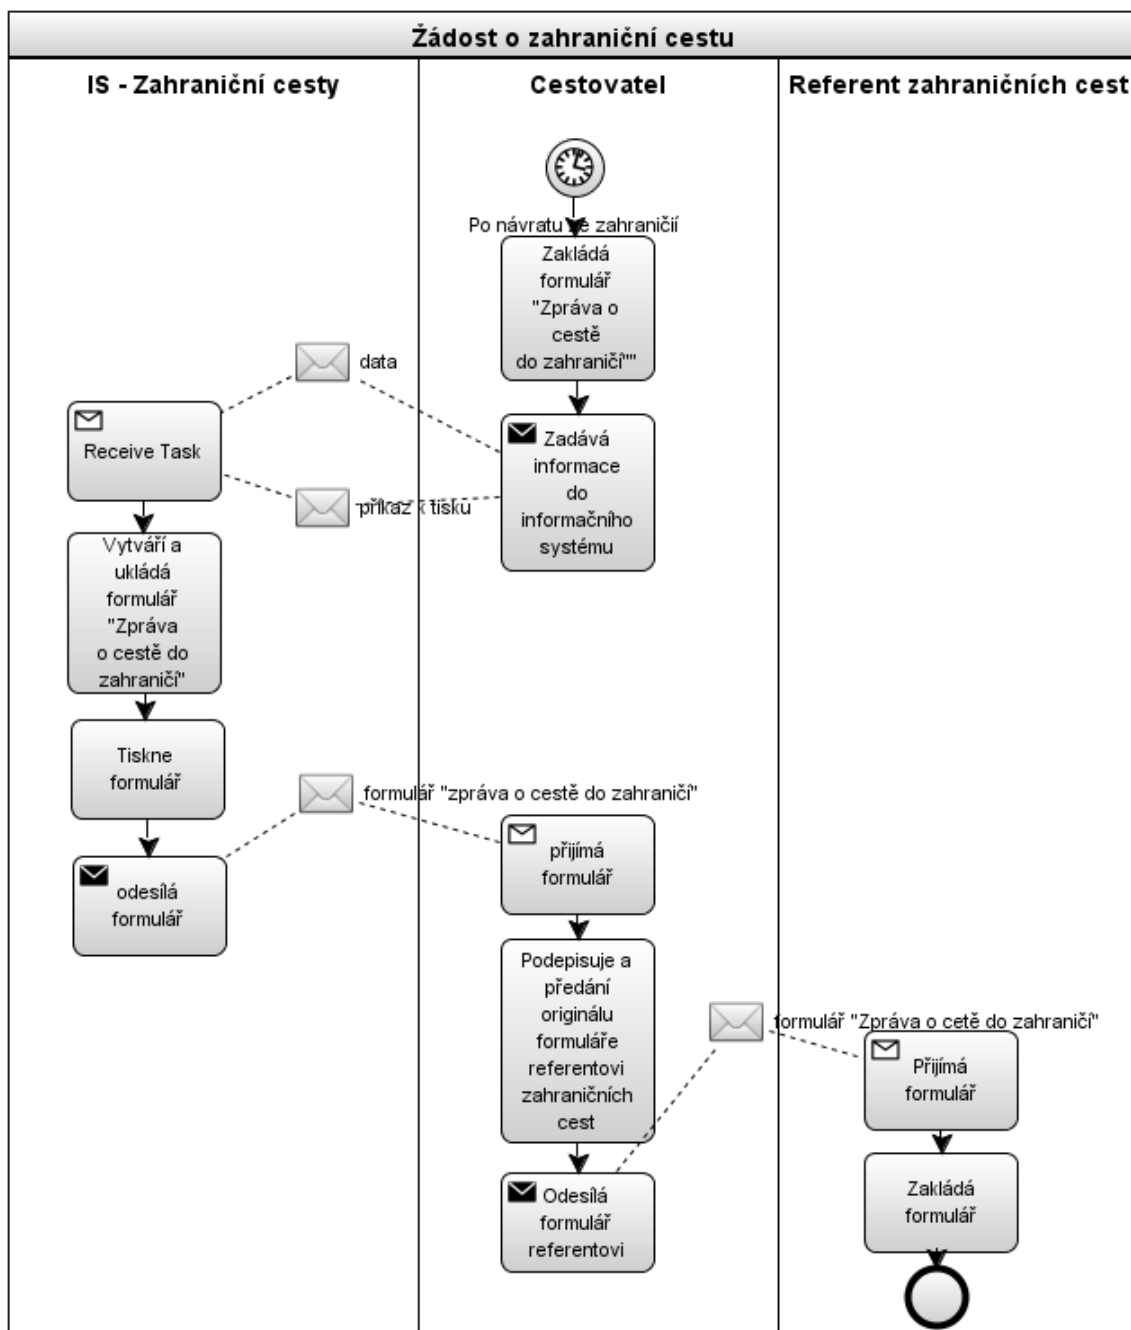 Žádost o zahraniční cestu
IS - Zahraniční cesty
Cestovatel
Referent zahraničních cest
Po návratu ze zahraničií
Zakládá
formulář
"Zpráva o
cestě
do zahraničí""
data
Receive Task
Zadává
informace
do
informačního
systému
příkaz k tisku
Vytváří a
ukládá
formulář
"Zpráva
o cestě do
zahraničí"
Tiskne
formulář
formulář "zpráva o cestě do zahraničí"
přijímá
formulář
odesílá
formulář
Podepisuje a
předání
originálu
formuláře
referentovi
zahraničních
cest
formulář "Zpráva o cetě do zahraničí"
Přijímá
formulář
Odesílá
formulář
referentovi
Zakládá
formulář